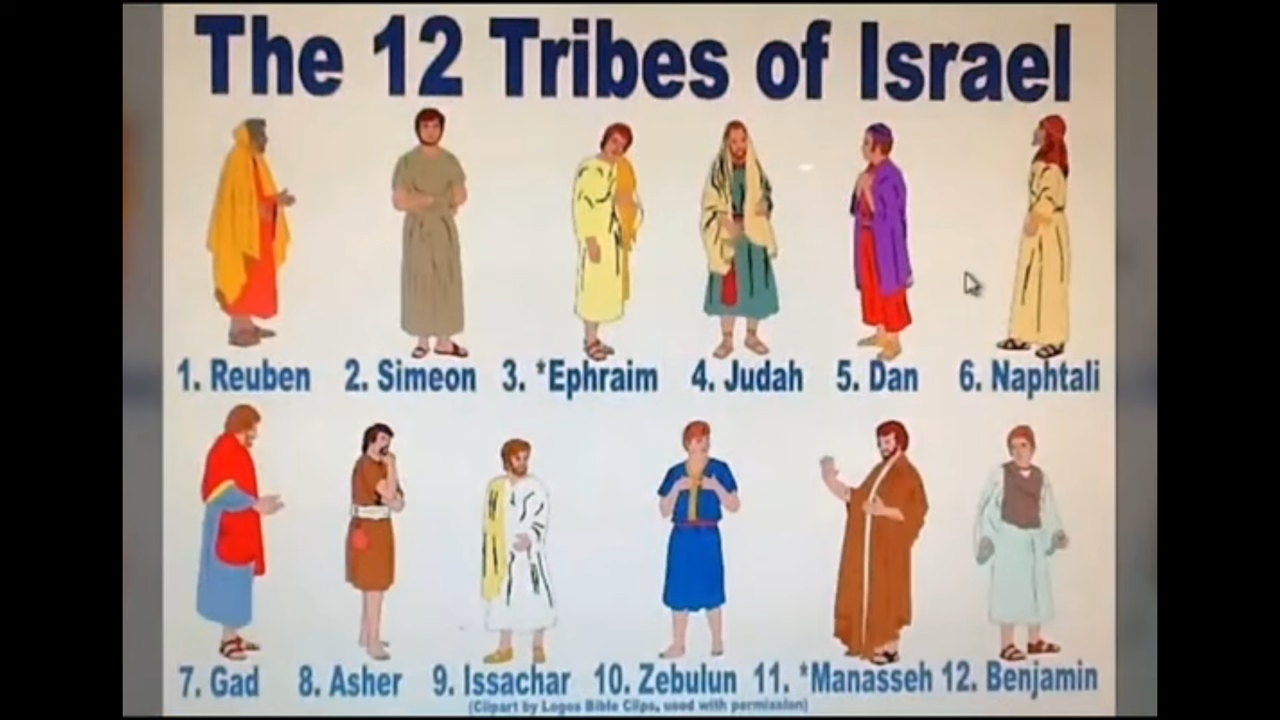 The 12 Tribes of Israel
1. Reuben 2. Simeon 3. *Ephraim 4. Judah 5. Dan 6. Naphtali
7. Gad 8. Asher 9. Issachar 10. Zebulun 11. *Manasseh 12. Benjamin
(Clipart by Logos Bible Clips, used with permission)